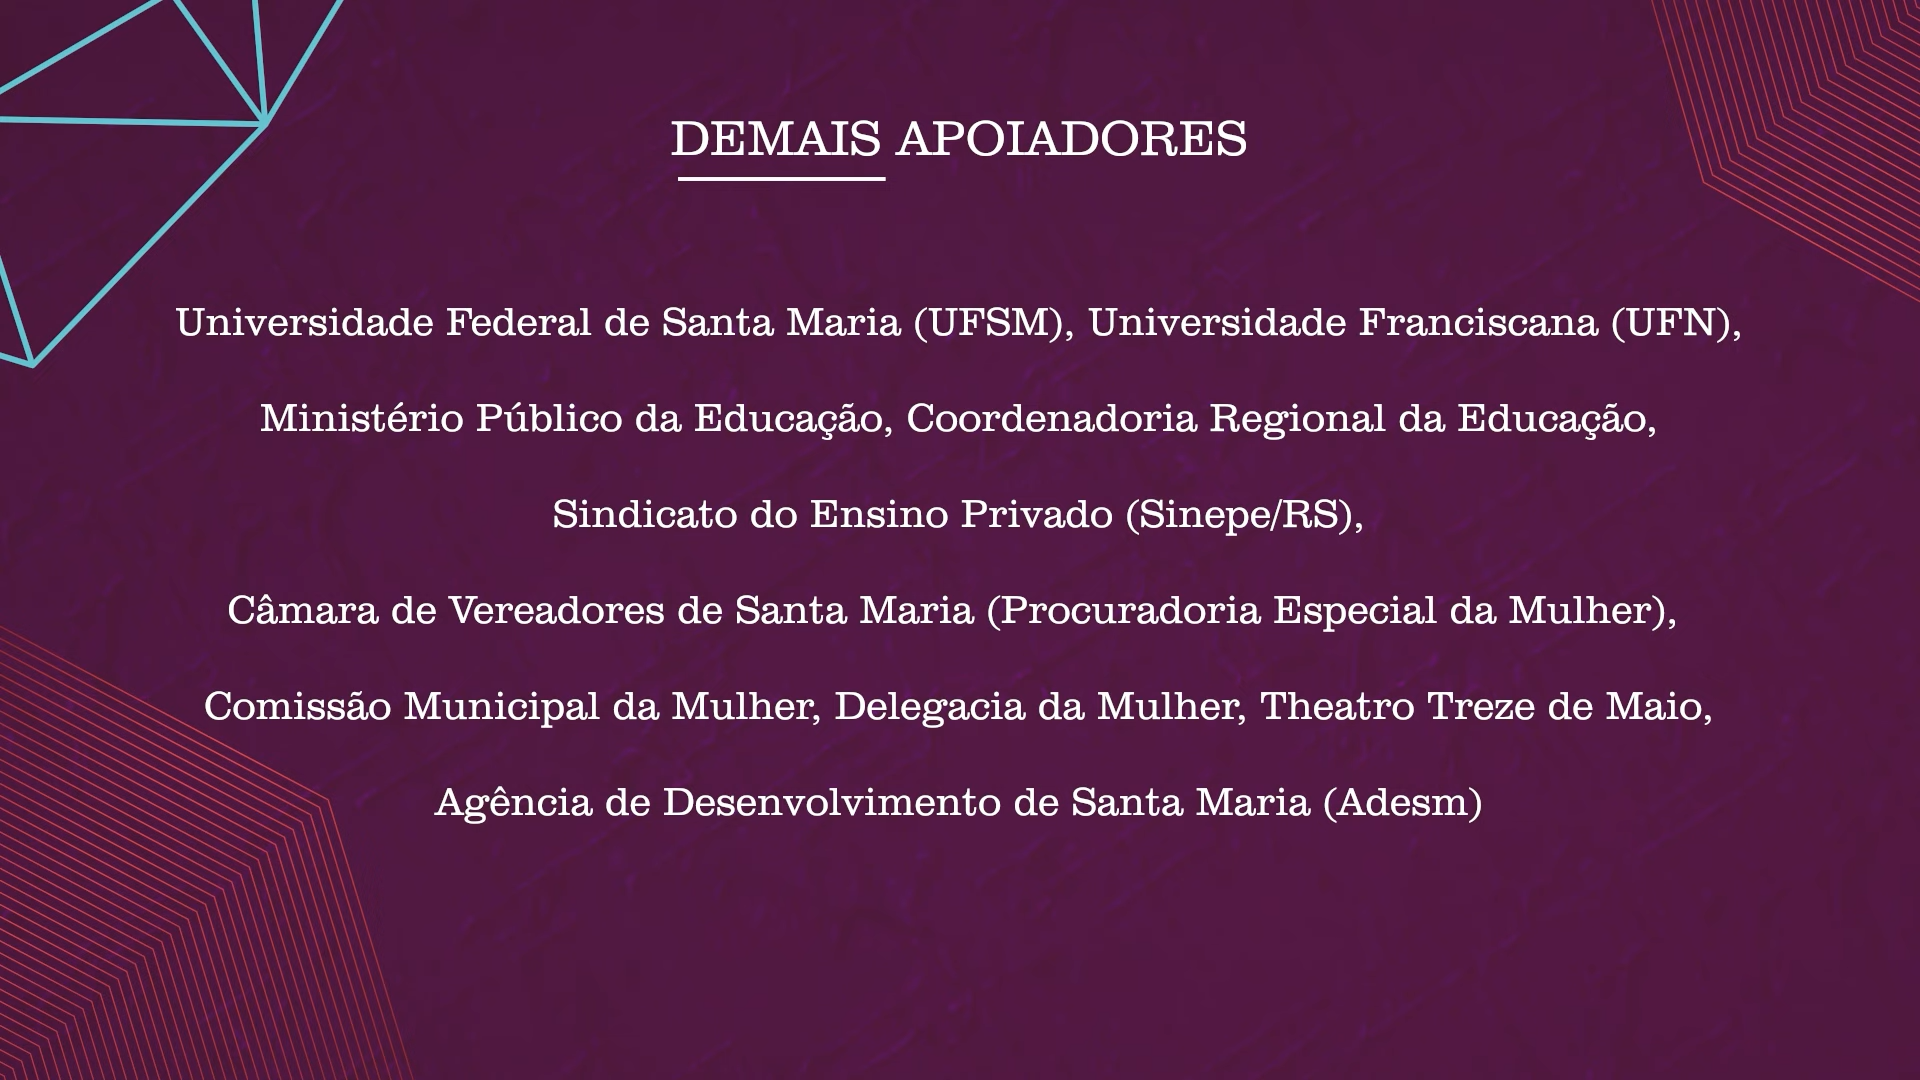 DEMAIS APOIADORES
Universidade Federal de Santa Maria (UFSM), Universidade Franciscana (UFN),
Ministério Público da Educação, Coordenadoria Regional da Educação,
Sindicato do Ensino Privado (Sinepe/RS),
Câmara de Vereadores de Santa Maria (Procuradoria Especial da Mulher),
Comissão Municipal da Mulher, Delegacia da Mulher, Theatro Treze de Maio,
Agência de Desenvolvimento de Santa Maria (Adesm)